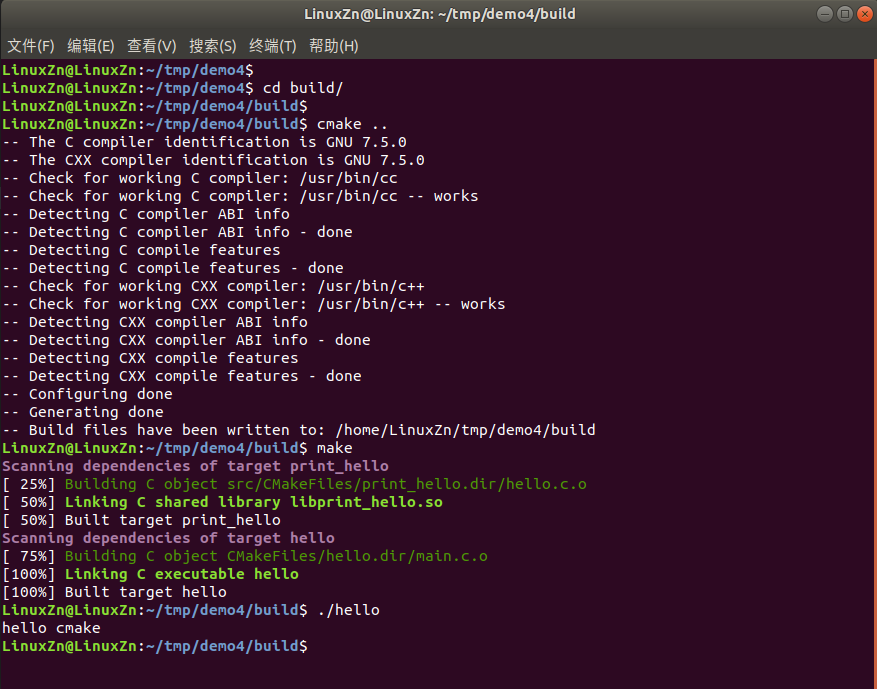 LinuxZn@LinuxZn: ~/tmp/demo4/build
文件(F) 编辑(E) 查看(V) 搜索(S) 终端(T) 帮助(H)
LinuxZn@LinuxZn:~/tmp/demo4$
LinuxZn@LinuxZn:~/tmp/demo4$ cd build/
LinuxZn@LinuxZn:~/tmp/demo4/build$
LinuxZn@LinuxZn:~/tmp/demo4/build$ cmake ..
-- The C compiler identification is GNU 7.5.0
-- The CXX compiler identification is GNU 7.5.0
-- Check for working C compiler: /usr/bin/cc
-- Check for working C compiler: /usr/bin/cc -- works
-- Detecting C compiler ABI info
-- Detecting C compiler ABI info - done
-- Detecting C compile features
-- Detecting C compile features - done
-- Check for working CXX compiler: /usr/bin/c++
-- Check for working CXX compiler: /usr/bin/c++ -- works
-- Detecting CXX compiler ABI info
-- Detecting CXX compiler ABI info - done
-- Detecting CXX compile features
-- Detecting CXX compile features - done
-- Configuring done
-- Generating done
-- Build files have been written to: /home/LinuxZn/tmp/demo4/build
LinuxZn@LinuxZn:~/tmp/demo4/build$ make
Scanning dependencies of target print_hello
[ 25%] Building C object src/CMakeFiles/print_hello.dir/hello.c.o
[ 50%] Linking C shared library libprint_hello.so
[ 50%] Built target print_hello
Scanning dependencies of target hello
[ 75%] Building C object CMakeFiles/hello.dir/main.c.o
[100%] Linking C executable hello
[100%] Built target hello
LinuxZn@LinuxZn:~/tmp/demo4/build$ ./hello
hello cmake
LinuxZn@LinuxZn:~/tmp/demo4/build$